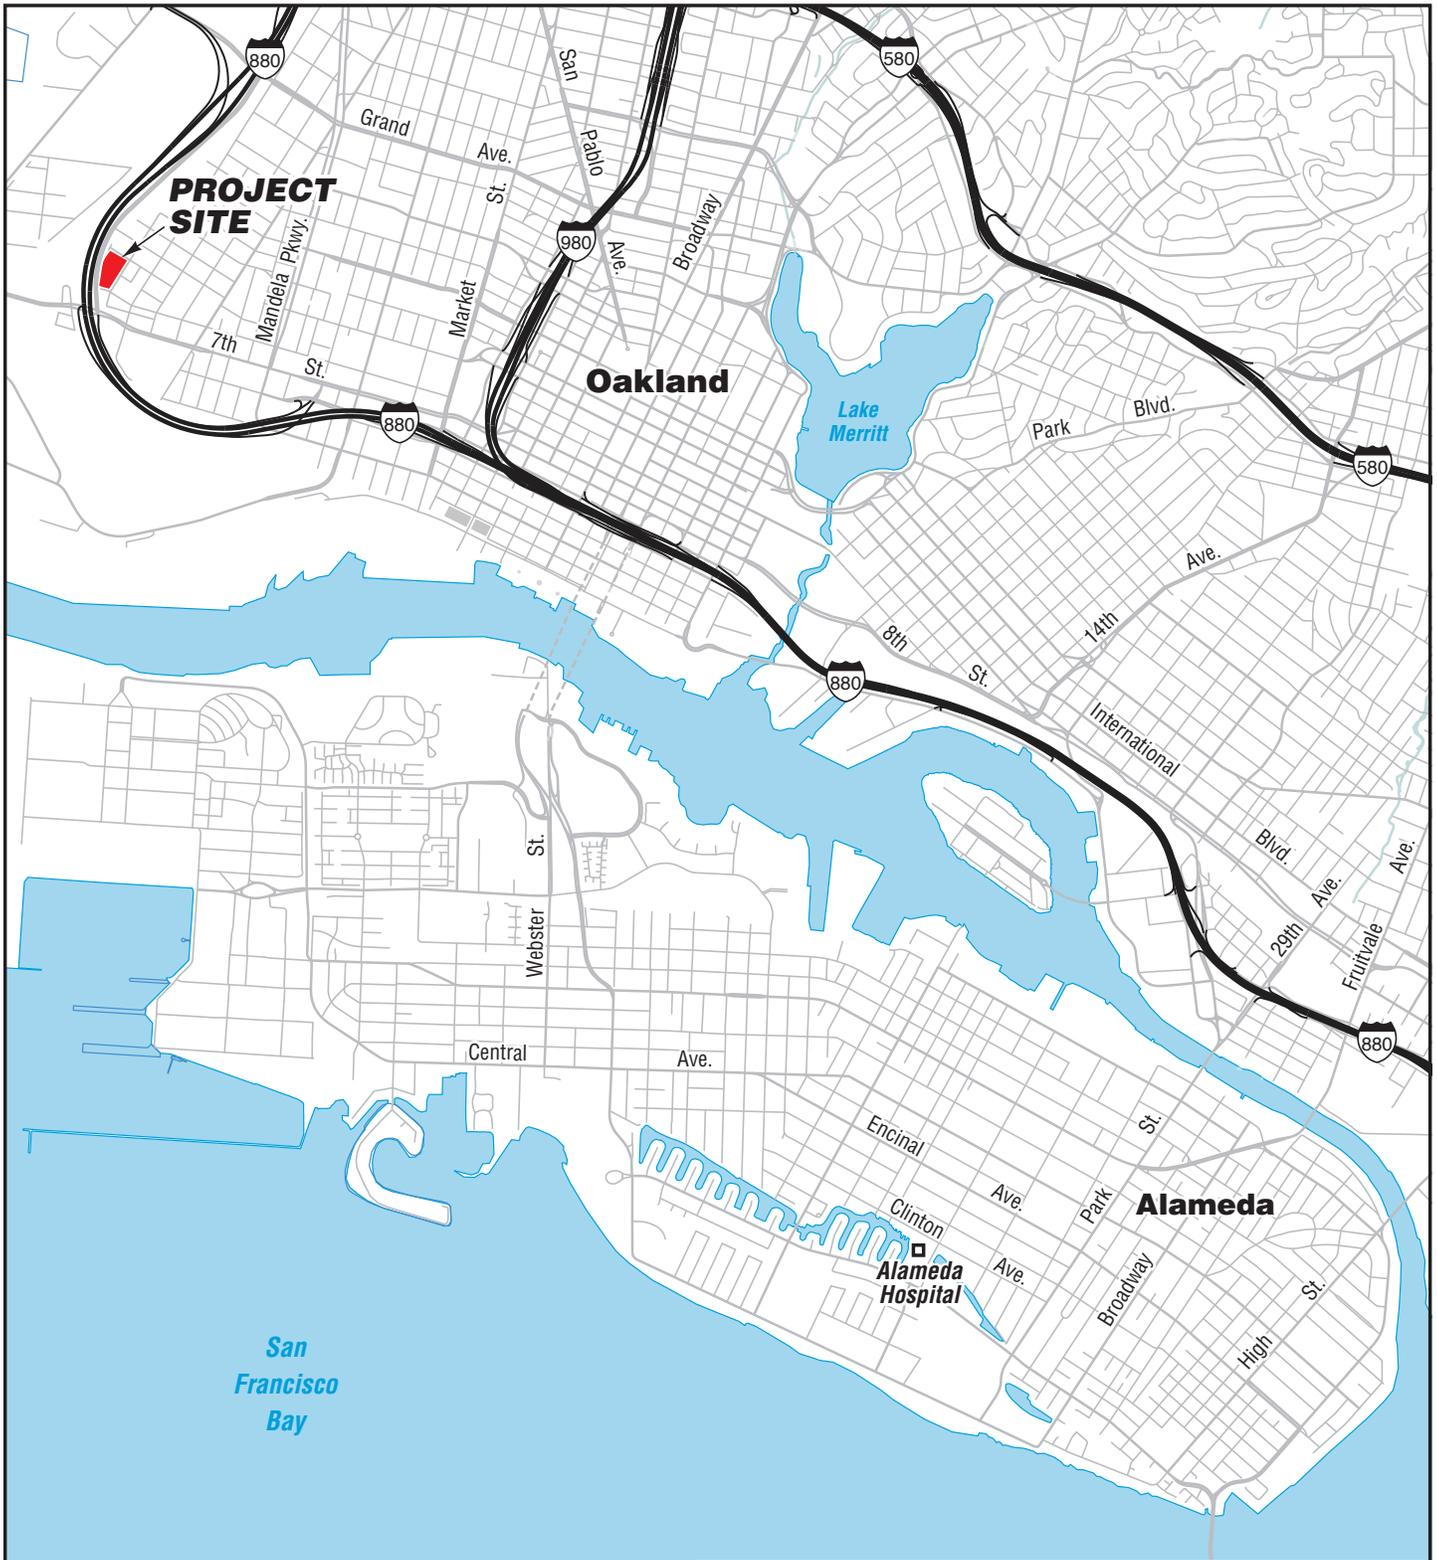 880
580
San
Grand
Pablo
Ave.
PROJECT
SITE
St.
Broadway
980
Ave.
Mandela Pkwy.
Market
7th
St.
Oakland
Lake
Merritt
Park
Blvd.
880
580
Ave.
14th
8th
St.
880
International
St.
Blvd.
Ave.
Ave.
Webster
29th
Fruitvale
880
Central
Ave.
St.
Encinal
Ave.
Park
Alameda
Clinton
Ave.
Alameda
Hospital
Broadway
St.
High
San
Francisco
Bay